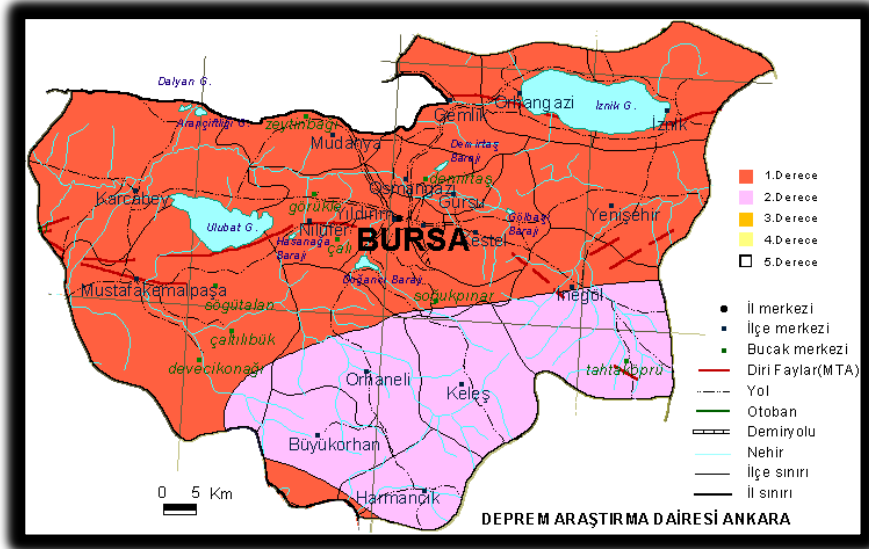 Dalyan G.
Arapçiftliği G.
zeytinbağı
Mudanya
Gemlik
Orhangazi
İznik G.
İznik
Demirtaş
Barajı
Osmangazi
demirtaş
Karcabey
görükle
Yıldırım
Gürsu
Yenişehir
Ulubat G.
Nilüfer
Gölbaşı
Barajı
Hasanağa
Barajı
çalı
BURSA
Kestel
Doğancı Barajı
Mustafakemalpaşa
söğütalan
soğukpınar
İnegöl
çaltılıbük
devecikonağı
Orhaneli
Keleş
tahtaköprü
Büyükorhan
Harmancık
0 5 Km
1.Derece
2.Derece
3.Derece
4.Derece
5.Derece
İl merkezi
İlçe merkezi
Bucak merkezi
Diri Faylar(MTA)
Yol
Otoban
Demiryolu
Nehir
İlçe sınırı
İl sınırı
DEPREM ARAŞTIRMA DAİRESİ ANKARA